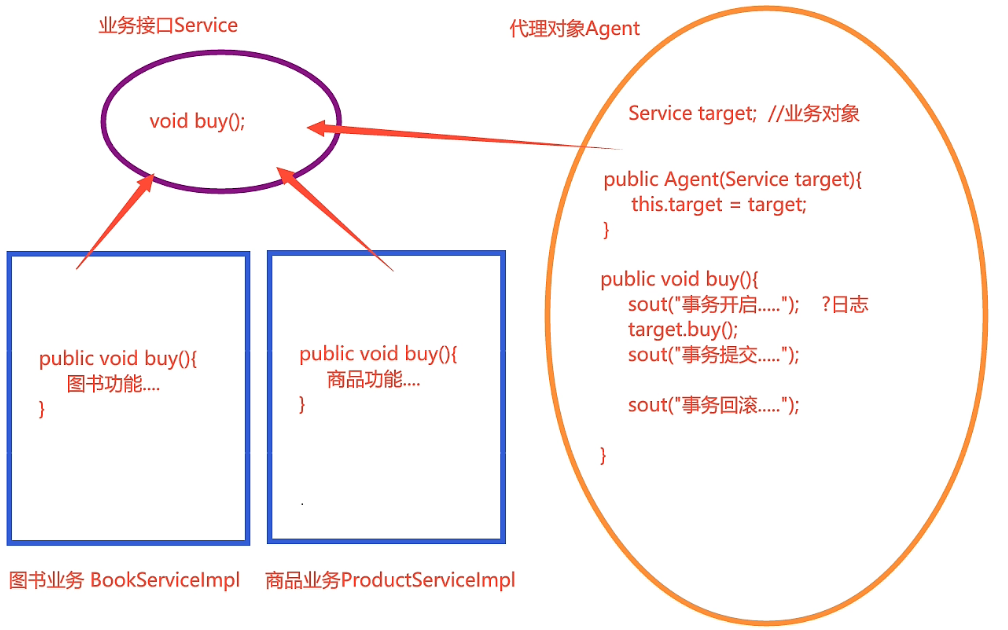 业务接口Service
void buy();
public void buy(){
图书功能....
}
图书业务 BookServiceImpl
public void buy(){
商品功能....
}
.
商品业务ProductServiceImpl
代理对象Agent
Service target;  //业务对象
public Agent(Service target){
this.target = target;
}
public void buy(){
sout("事务开启.....");    ?日志
target.buy();
sout("事务提交.....");
sout("事务回滚.....");
}